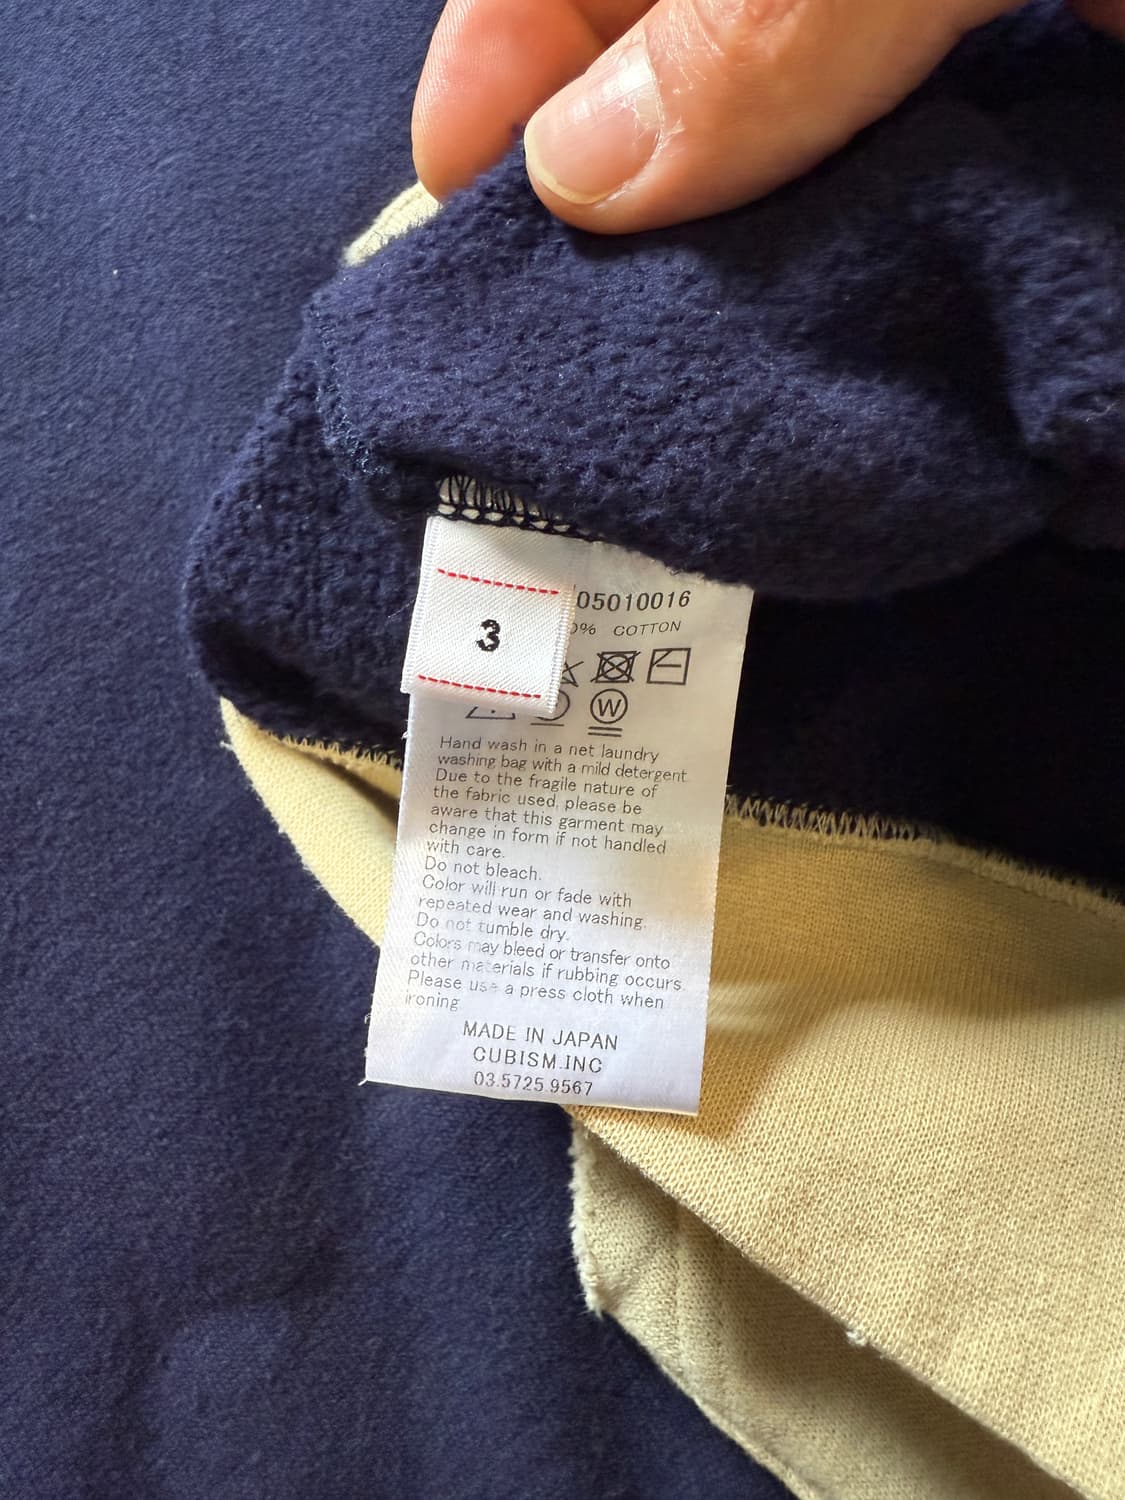 3
05010016
0% COTTON
W
Hand wash in a net laundry
washing bag with a mild detergent.
Due to the fragile nature of
the fabric used, please be
aware that this garment may
change in form if not handled
with care.
Do not bleach.
Color will run or fade with
repeated wear and washing.
Do not tumble dry.
Colors may bleed or transfer onto
other materials if rubbing occurs.
Please use a press cloth when
ironing
MADE IN JAPAN
CUBISM.INC
03.5725.9567